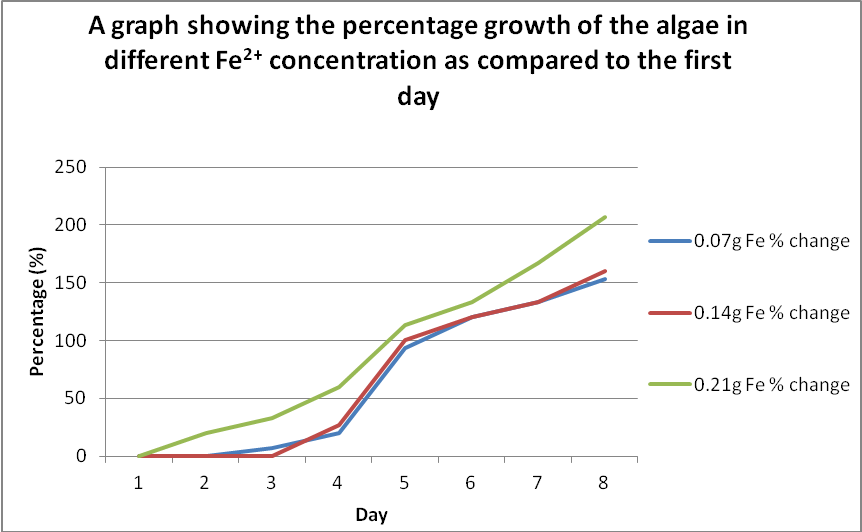 A graph showing the percentage growth of the algae in
different Fe²⁺ concentration as compared to the first
day
250
200
150
100
50
0
Percentage (%)
1 2 3 4 5 6 7 8
Day
0.07g Fe % change
0.14g Fe % change
0.21g Fe % change